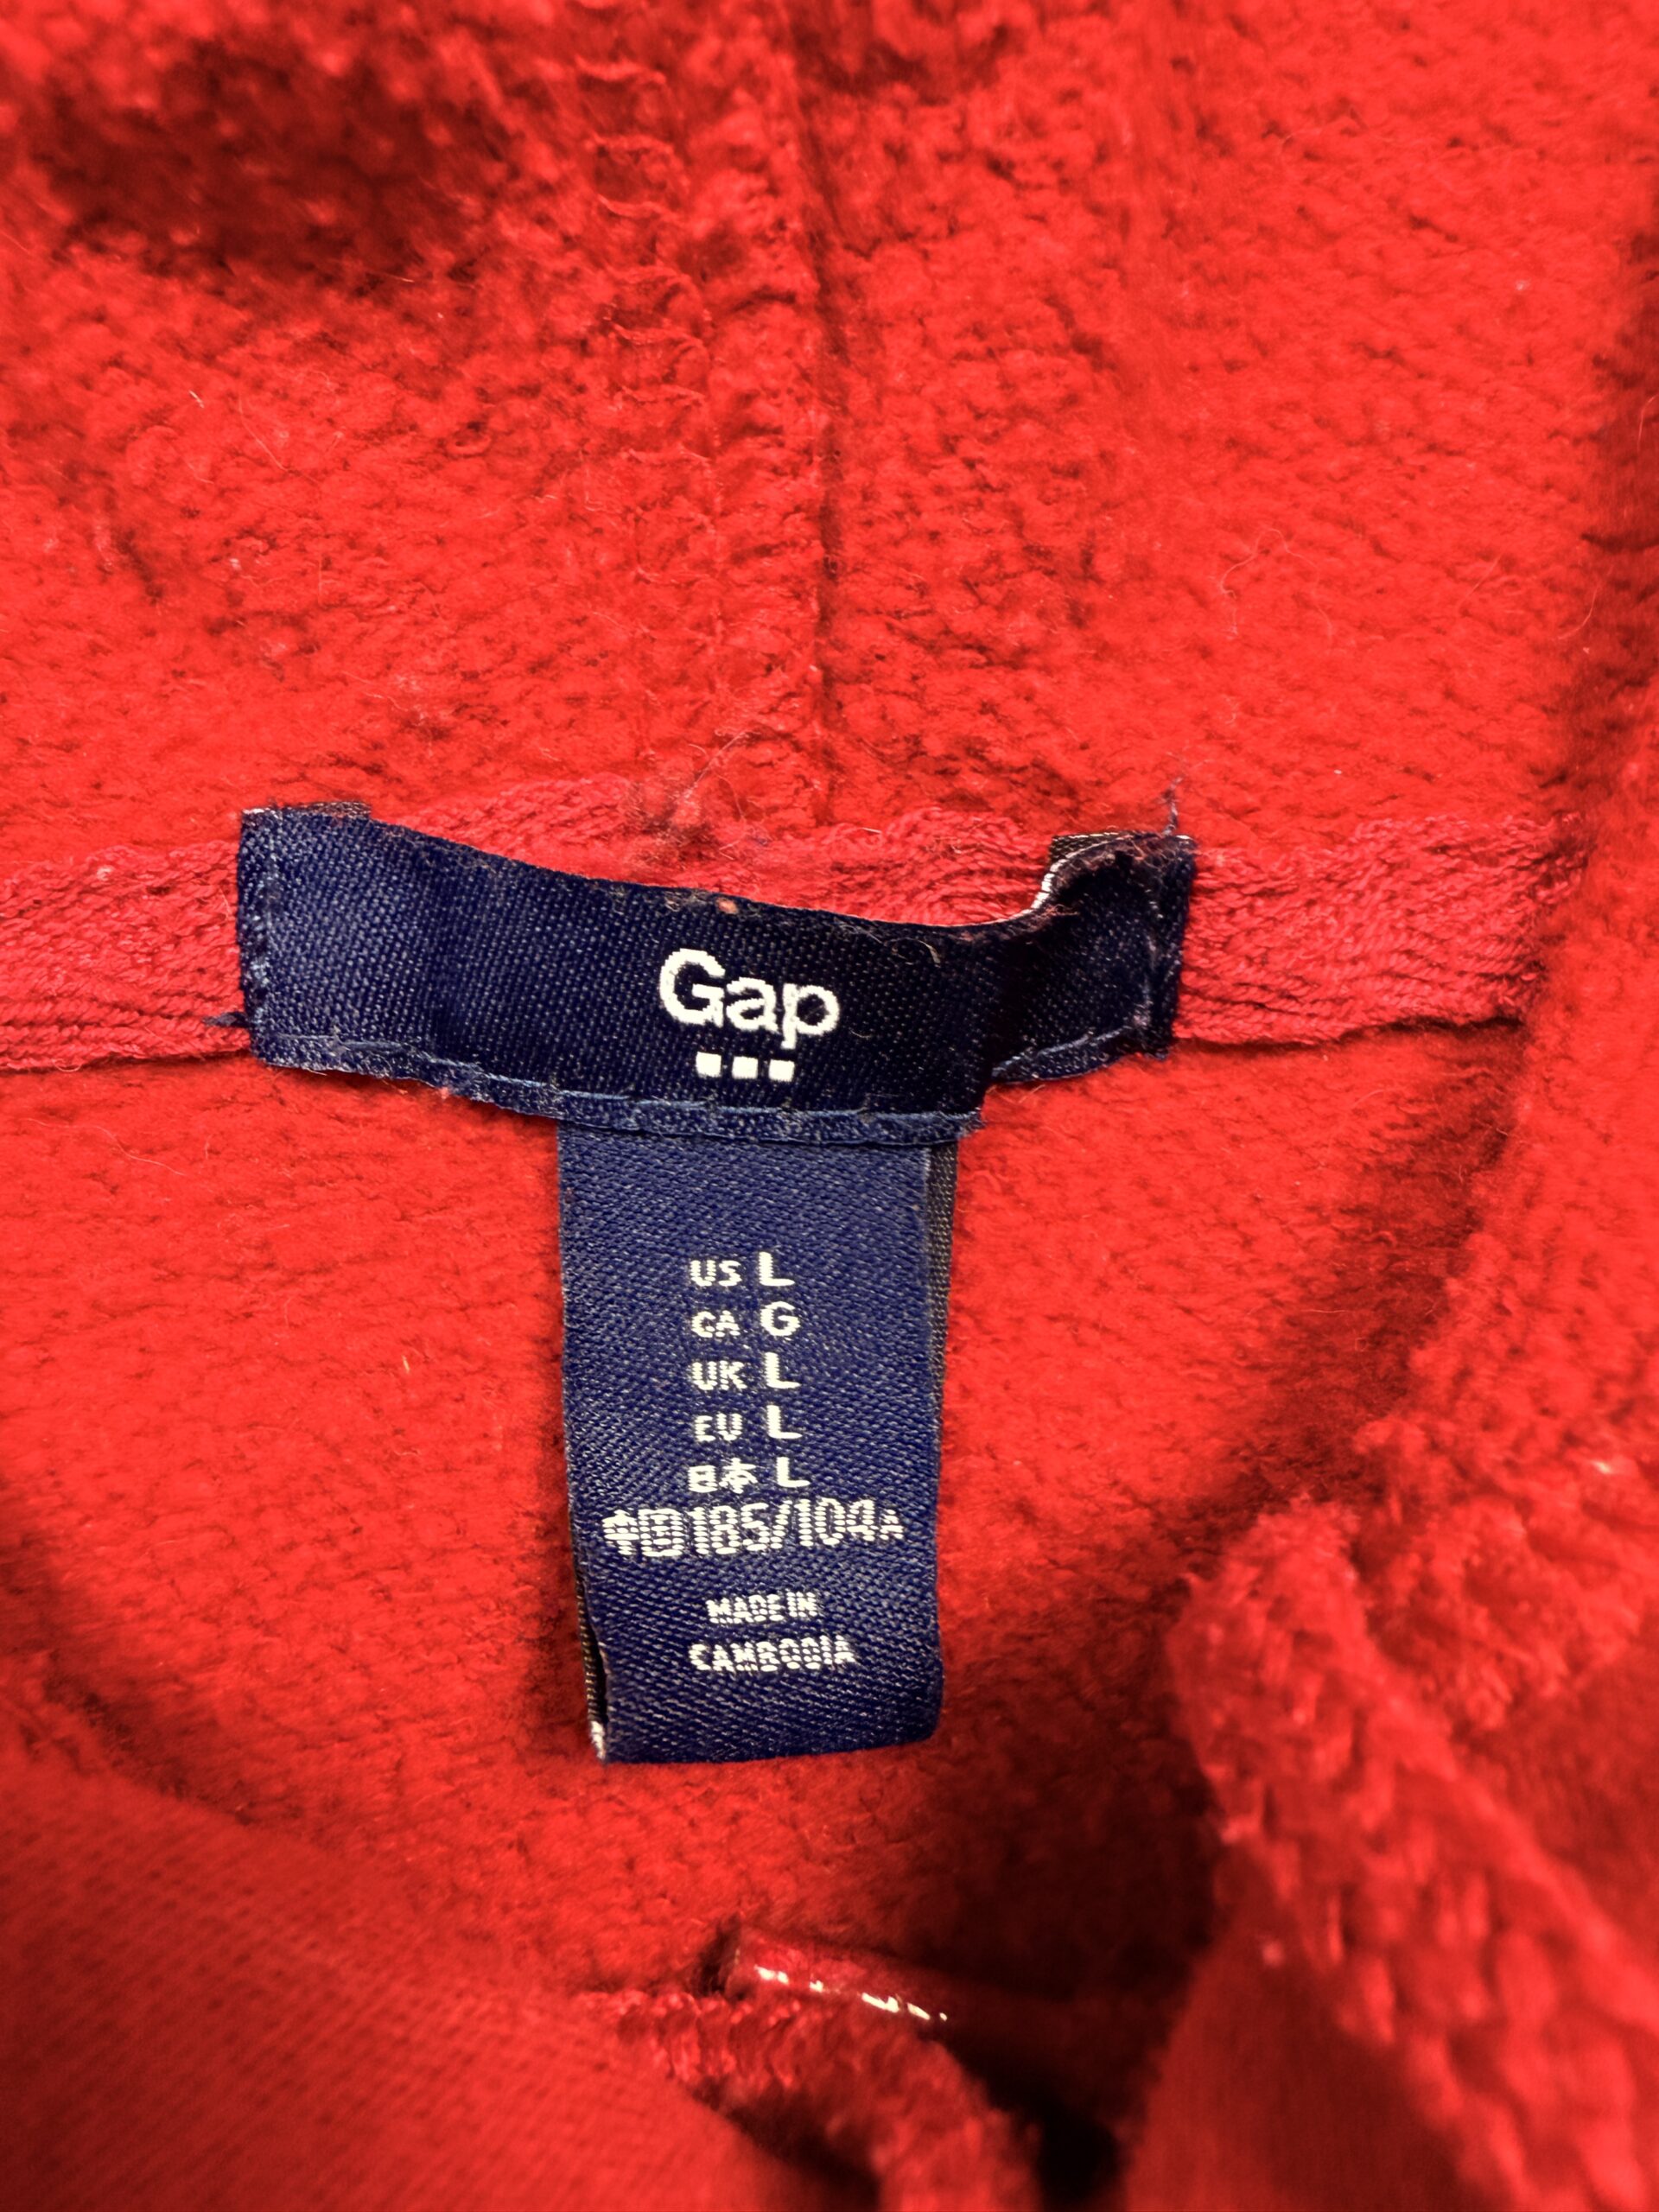 Gap
US L
CA G
UK L
EU L
日本 L
中国 185/104A
MADE IN
CAMBODIA